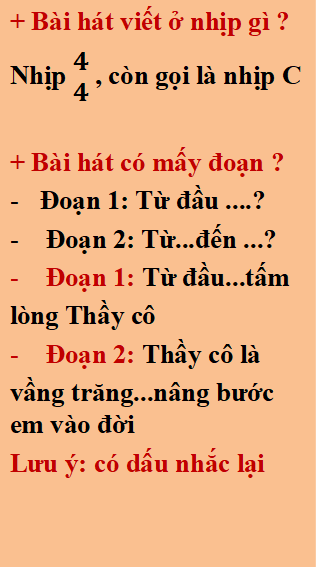 + Bài hát viết ở nhịp gì ?
Nhịp 4/4 , còn gọi là nhịp C
+ Bài hát có mấy đoạn ?
- Đoạn 1: Từ đầu ....?
- Đoạn 2: Từ...đến ...?
- Đoạn 1: Từ đầu...tấm
lòng Thầy cô
- Đoạn 2: Thầy cô là
vầng trăng...nâng bước
em vào đời
Lưu ý: có dấu nhắc lại